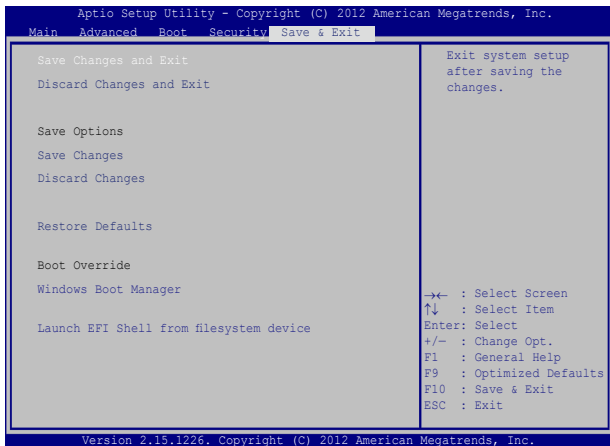 Aptio Setup Utility - Copyright (C) 2012 American Megatrends, Inc.
Main Advanced Boot Security Save & Exit
Save Changes and Exit
Discard Changes and Exit
Save Options
Save Changes
Discard Changes
Restore Defaults
Boot Override
Windows Boot Manager
Launch EFI Shell from filesystem device
Exit system setup
after saving the
changes.
→← : Select Screen
↑↓ : Select Item
Enter: Select
+/— : Change Opt.
F1 : General Help
F9 : Optimized Defaults
F10 : Save & Exit
ESC : Exit
Version 2.15.1226. Copyright (C) 2012 American Megatrends, Inc.